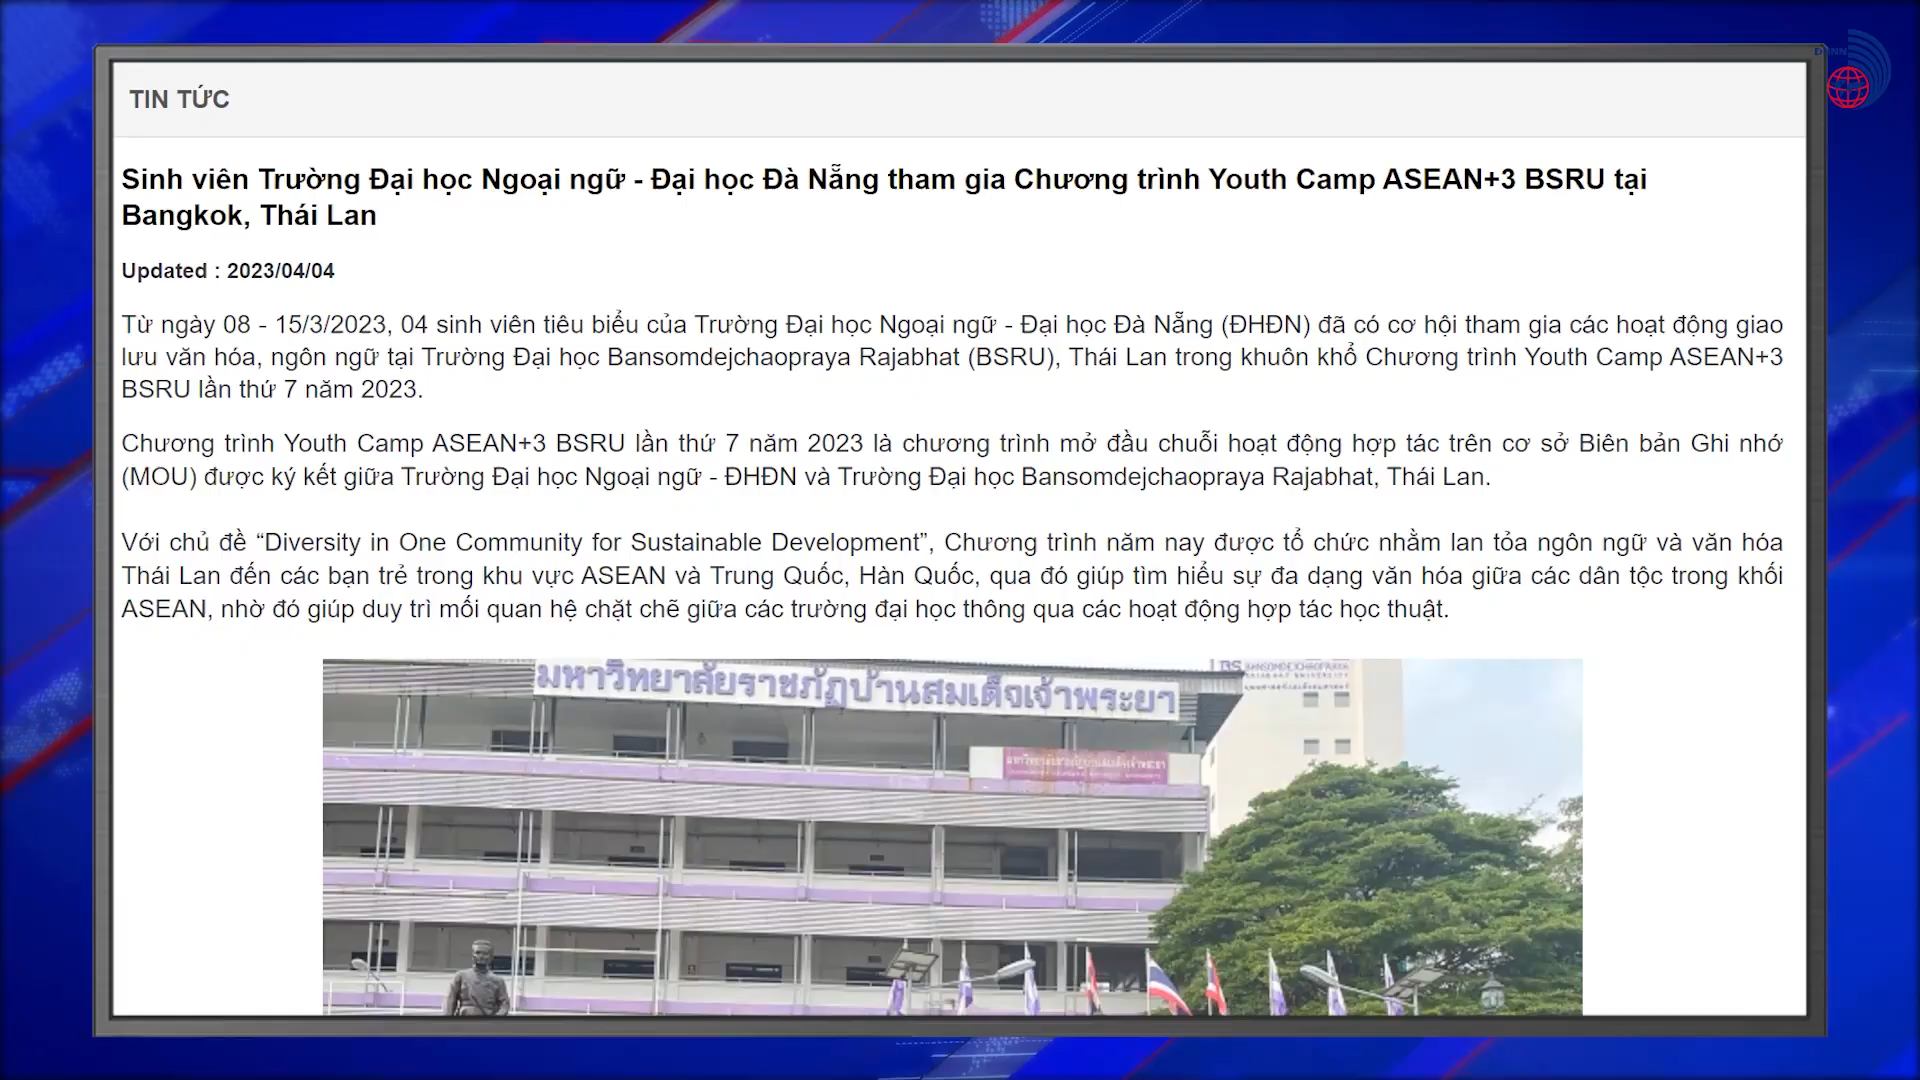 TIN TỨC
Sinh viên Trường Đại học Ngoại ngữ - Đại học Đà Nẵng tham gia Chương trình Youth Camp ASEAN+3 BSRU tại
Bangkok, Thái Lan
Updated : 2023/04/04
Từ ngày 08 - 15/3/2023, 04 sinh viên tiêu biểu của Trường Đại học Ngoại ngữ - Đại học Đà Nẵng (ĐHĐN) đã có cơ hội tham gia các hoạt động giao
lưu văn hóa, ngôn ngữ tại Trường Đại học Bansomdejchaopraya Rajabhat (BSRU), Thái Lan trong khuôn khổ Chương trình Youth Camp ASEAN+3
BSRU lần thứ 7 năm 2023.
Chương trình Youth Camp ASEAN+3 BSRU lần thứ 7 năm 2023 là chương trình mở đầu chuỗi hoạt động hợp tác trên cơ sở Biên bản Ghi nhớ
(MOU) được ký kết giữa Trường Đại học Ngoại ngữ - ĐHĐN và Trường Đại học Bansomdejchaopraya Rajabhat, Thái Lan.
Với chủ đề “Diversity in One Community for Sustainable Development”, Chương trình năm nay được tổ chức nhằm lan tỏa ngôn ngữ và văn hóa
Thái Lan đến các bạn trẻ trong khu vực ASEAN và Trung Quốc, Hàn Quốc, qua đó giúp tìm hiểu sự đa dạng văn hóa giữa các dân tộc trong khối
ASEAN, nhờ đó giúp duy trì mối quan hệ chặt chẽ giữa các trường đại học thông qua các hoạt động hợp tác học thuật.
มหาวิทยาลัยราชภัฏบ้านสมเด็จเจ้าพระยา
BANSOMDEJCHAOPRAYA
RAJABHAT UNIVERSITY